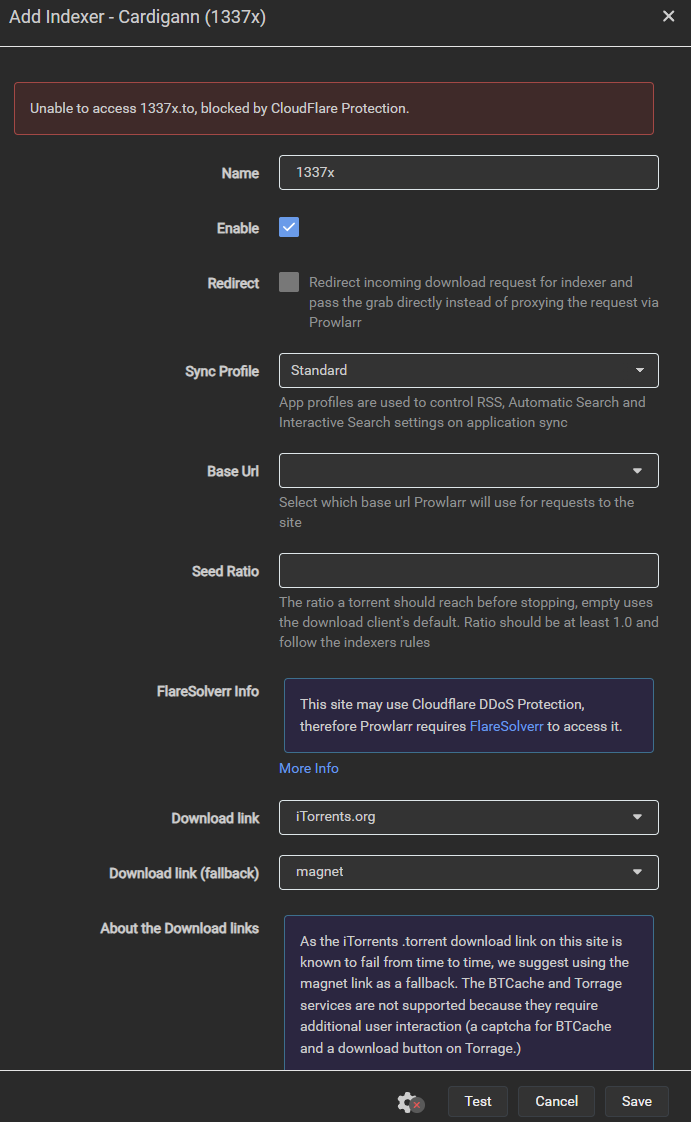 Add Indexer - Cardigann (1337x)
Unable to access 1337x.to, blocked by CloudFlare Protection.
Name
1337x
Enable
Redirect
Redirect incoming download request for indexer and
pass the grab directly instead of proxying the request via
Prowlarr
Sync Profile
Standard
App profiles are used to control RSS, Automatic Search and
Interactive Search settings on application sync
Base Url
Select which base url Prowlarr will use for requests to the
site
Seed Ratio
The ratio a torrent should reach before stopping, empty uses
the download client's default. Ratio should be at least 1.0 and
follow the indexers rules
FlareSolverr Info
This site may use Cloudflare DDoS Protection,
therefore Prowlarr requires FlareSolverr to access it.
More Info
Download link
iTorrents.org
Download link (fallback)
magnet
About the Download links
As the iTorrents .torrent download link on this site is
known to fail from time to time, we suggest using the
magnet link as a fallback. The BTCache and Torrage
services are not supported because they require
additional user interaction (a captcha for BTCache
and a download button on Torrage.)
Test
Cancel
Save